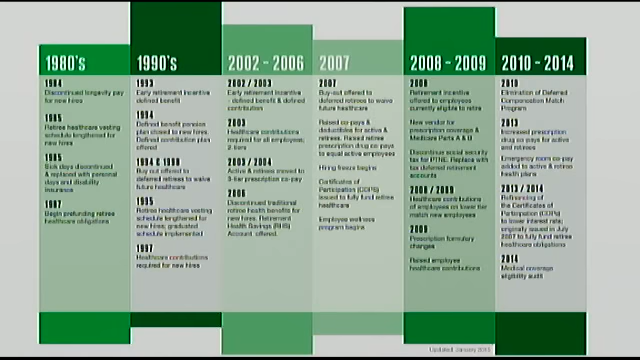 1980's
1984
Discontinued longevity pay
for new hires
1985
Retiree healthcare vesting
schedule lengthened for
new hires
1985
Sick days discontinued
& replaced with personal
days and disability
insurance
1987
Begin prefunding retiree
healthcare obligations
1990's
1993
Early retirement incentive
defined benefit
1994
Defined benefit pension
plan closed to new hires;
Defined contribution plan
offered
1994 & 1998
Buy out offered to
deferred retirees to waive
future healthcare
1995
Retiree healthcare vesting
schedule lengthened for
new hires; graduated
schedule implemented
1997
Healthcare contributions
required for new hires
2002 - 2006
2002 / 2003
Early retirement incentive
- defined benefit & defined
contribution
2003
Healthcare contributions
required for all employees;
2 tiers
2003 / 2004
Active & retirees moved to
3-tier prescription co-pay
2006
Discontinued traditional
retiree health benefits for
new hires. Retirement
Health Savings (RHS)
Account offered.
2007
2007
Buy-out offered to
deferred retirees to waive
future healthcare
Raised co-pays &
deductibles for active &
retirees. Raised retiree
prescription drug co-pays
to equal active employees
Hiring freeze begins
Certificates of
Participation (COPS)
issued to fully fund retiree
healthcare
Employee wellness
program begins
2008 - 2009
2008
Retirement incentive
offered to employees
currently eligible to retire
New vendor for
prescription coverage &
Medicare Parts A & D
Discontinue social security
tax for PTNE. Replace with
tax deferred retirement
accounts
2008 / 2009
Healthcare contributions
of employees on lower tier
match new employees
2009
Prescription formulary
changes
Raised employee
healthcare contributions
2010 - 2014
2010
Elimination of Deferred
Compensation Match
Program
2013
Increased prescription
drug co pays for active
and retirees
Emergency room co-pay
added to active & retiree
health plans
2013 / 2014
Refinancing of
the Certificates of
Participation (COPs)
to lower interest rate;
originally issued in July
2007 to fully fund retiree
healthcare obligations
2014
Medical coverage
eligibility audit
Updated: January